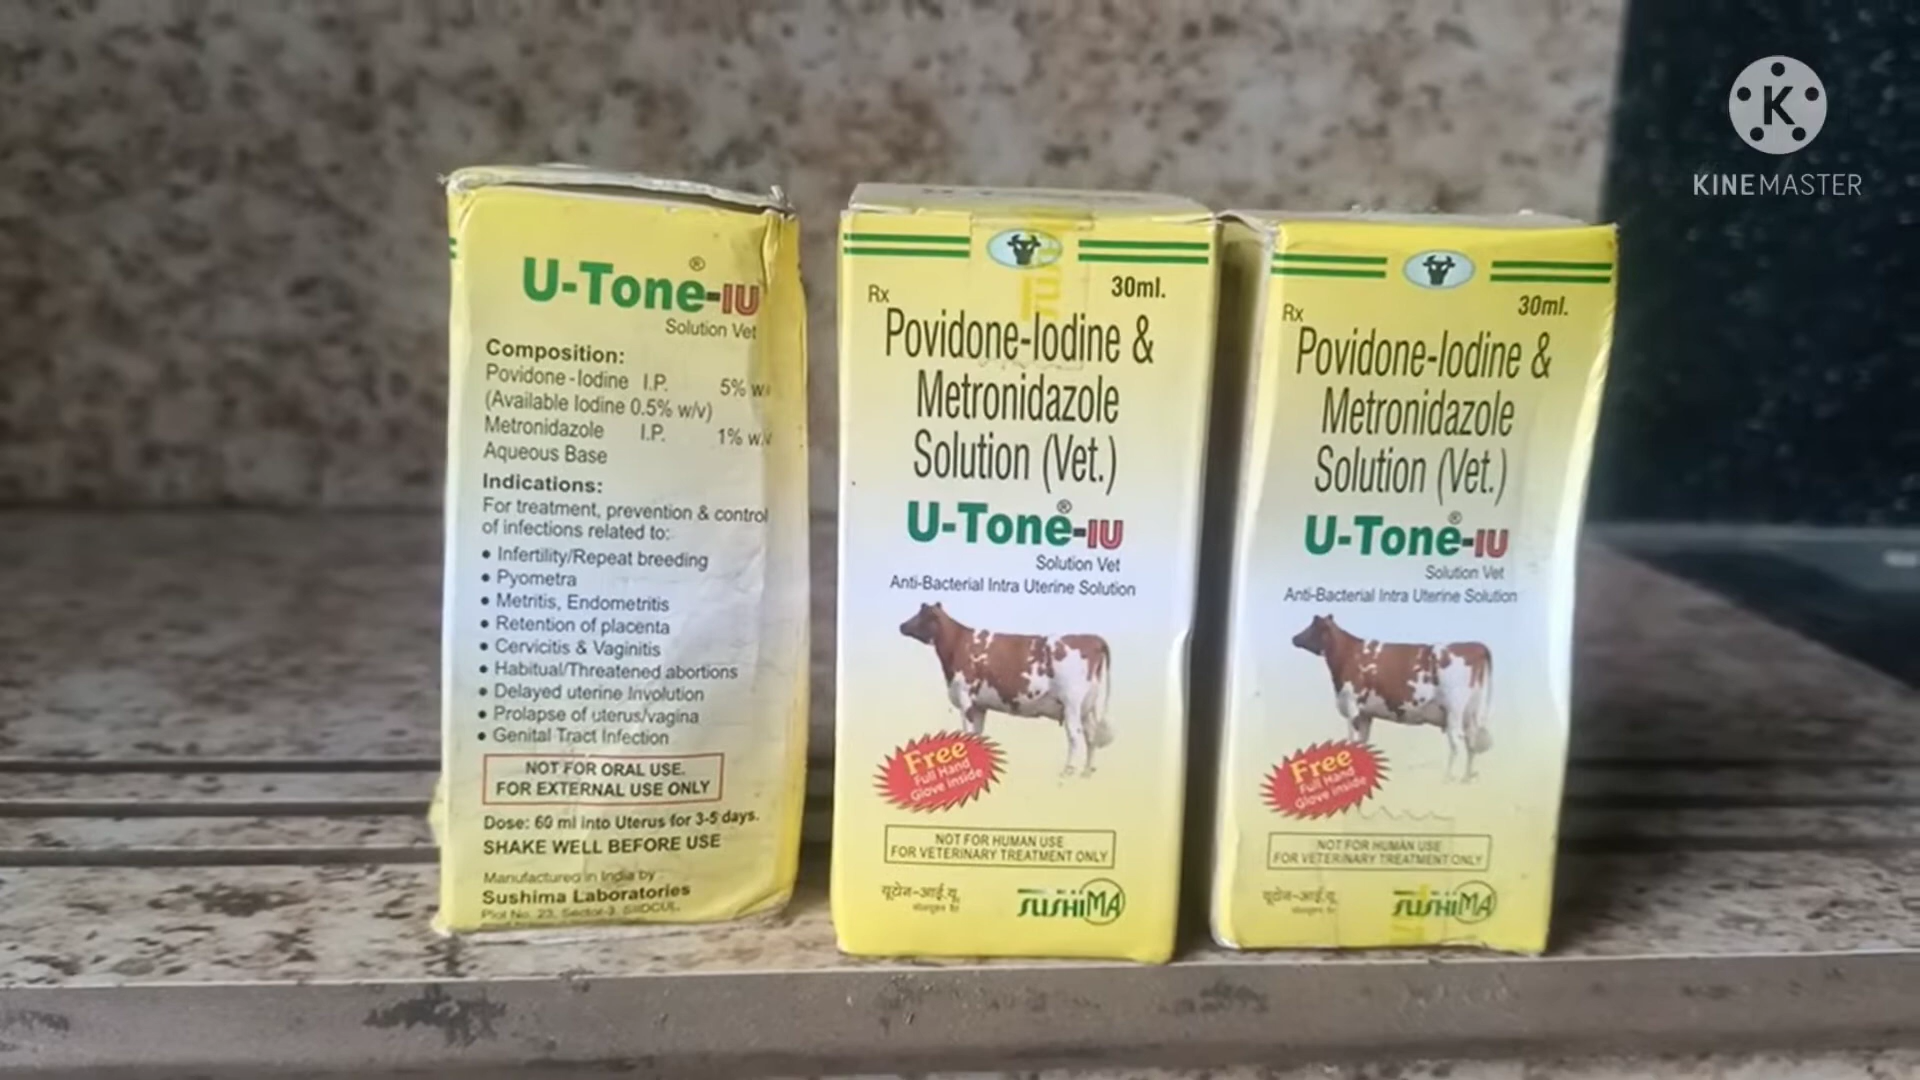 KINEMASTER
U-Tone®-IU
Solution Vet
Composition:
Povidone-Iodine I.P. 5%
(Available Iodine 0.5% w/v)
Metronidazole I.P. 1% w/v
Aqueous Base
Indications:
For treatment, prevention & control
of infections related to:
• Infertility/Repeat breeding
• Pyometra
• Metritis, Endometritis
• Retention of placenta
• Cervicitis & Vaginitis
• Habitual/Threatened abortions
• Delayed uterine Involution
• Prolapse of uterus/vagina
• Genital Tract Infection
NOT FOR ORAL USE.
FOR EXTERNAL USE ONLY
Dose: 60 ml into Uterus for 3-5 days.
SHAKE WELL BEFORE USE
Manufactured in India by :
Sushima Laboratories
Plot No. 23, Sector-3, SIIDCUL,
30ml.
Rx
Povidone-Iodine &
Metronidazole
Solution (Vet.)
U-Tone®-IU
Solution Vet
Anti-Bacterial Intra Uterine Solution
Free
Full Hand
Glove Inside
NOT FOR HUMAN USE
FOR VETERINARY TREATMENT ONLY
यूटोन-आई.यू.
SUSHIMA
30ml.
Rx
Povidone-Iodine &
Metronidazole
Solution (Vet.)
U-Tone®-IU
Solution Vet
Anti-Bacterial Intra Uterine Solution
Free
Full Hand
Glove Inside
NOT FOR HUMAN USE
FOR VETERINARY TREATMENT ONLY
यूटोन-आई.यू.
SUSHIMA